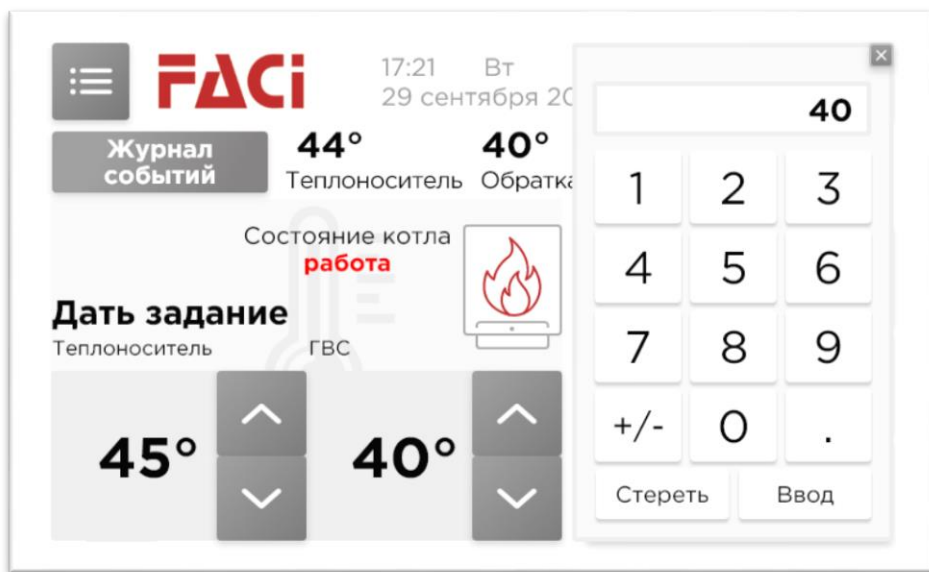 FACi
17:21 Вт
29 сентября 20
Журнал
событий
44° 40°
Теплоноситель Обратка
Состояние котла
работа
Дать задание
Теплоноситель ГВС
45° 40°
40
1 2 3
4 5 6
7 8 9
+/- 0 .
Стереть Ввод